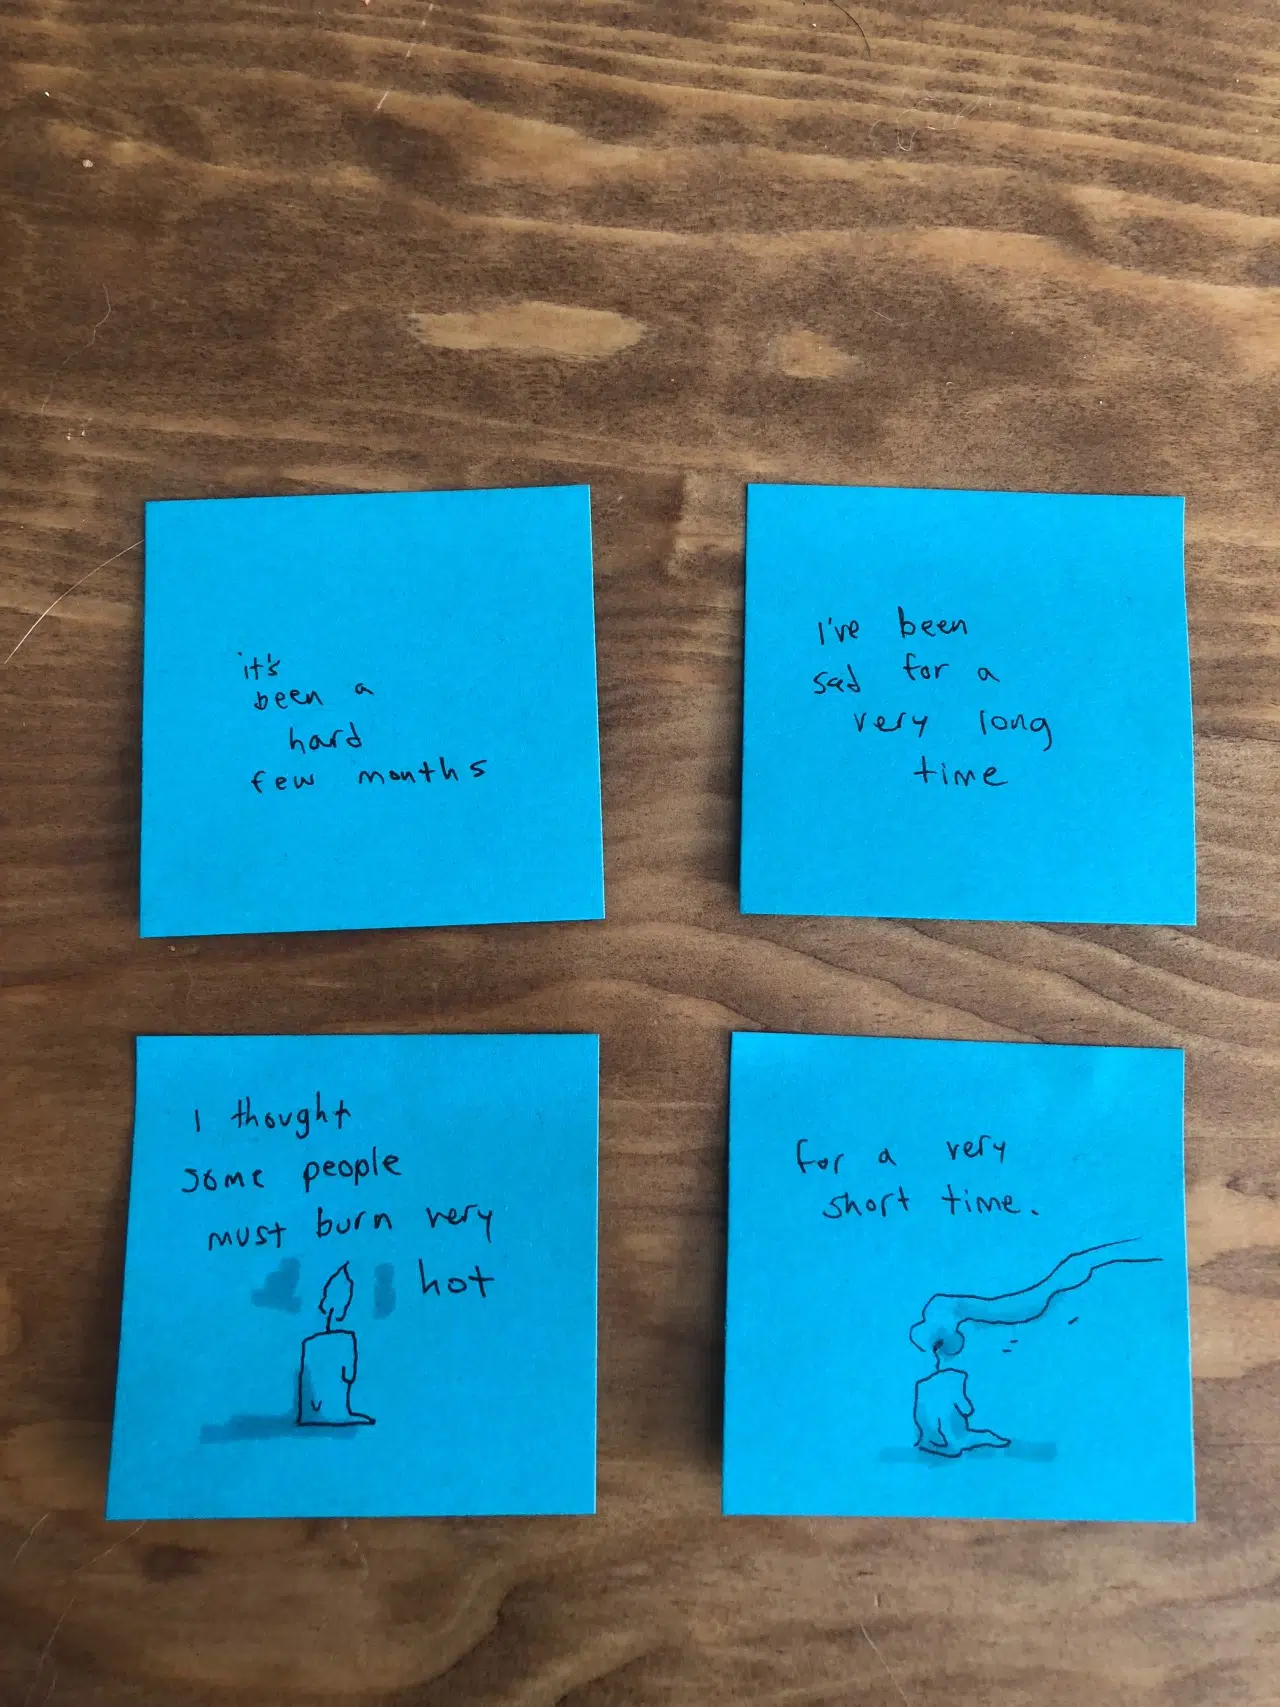 it's
been a
hard
few months
I've been
sad for a
very long
time
I thought
some people
must burn very
hot
for a very
short time.